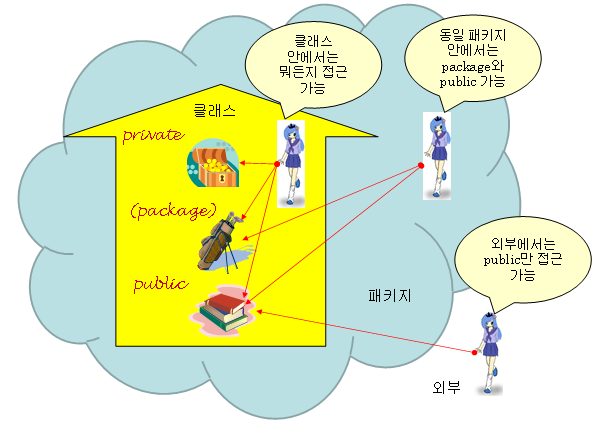 클래스
안에서는
뭐든지 접근
가능
동일 패키지
안에서는
package와
public 가능
클래스
private
(package)
public
외부에서는
public만 접근
가능
패키지
외부